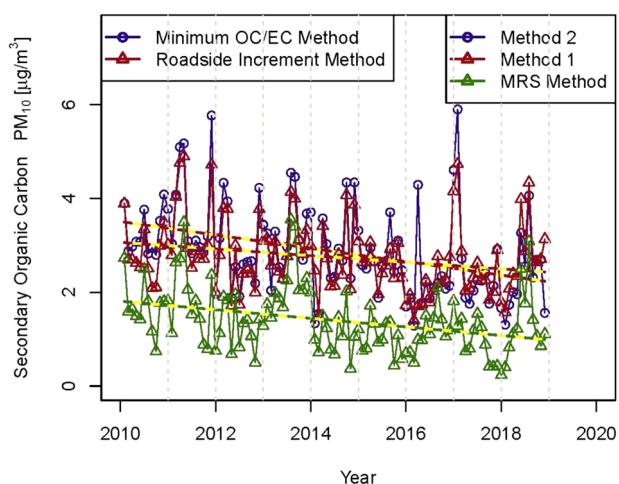 Minimum OC/EC Method
Roadside Increment Method
Method 2
Method 1
MRS Method
Secondary Organic Carbon PM10 [µg/m³]
6
4
2
0
2010 2012 2014 2016 2018 2020
Year